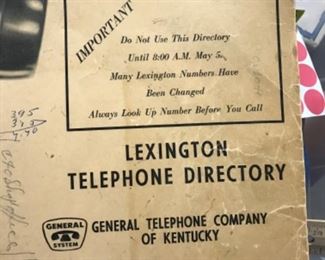 IMPORTANT
Do Not Use This Directory
Until 8:00 A.M. May 5.
Many Lexington Numbers Have
Been Changed
Always Look Up Number Before You Call
LEXINGTON
TELEPHONE DIRECTORY
GENERAL
SYSTEM
GENERAL TELEPHONE COMPANY
OF KENTUCKY